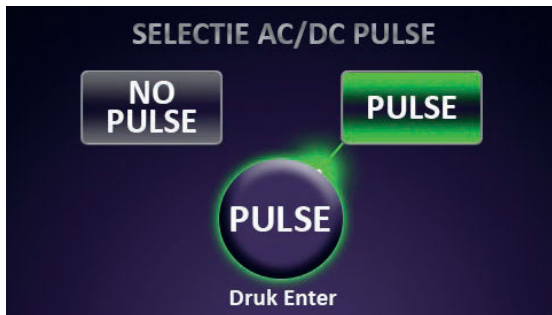 SELECTIE AC/DC PULSE
NO
PULSE
PULSE
PULSE
Druk Enter